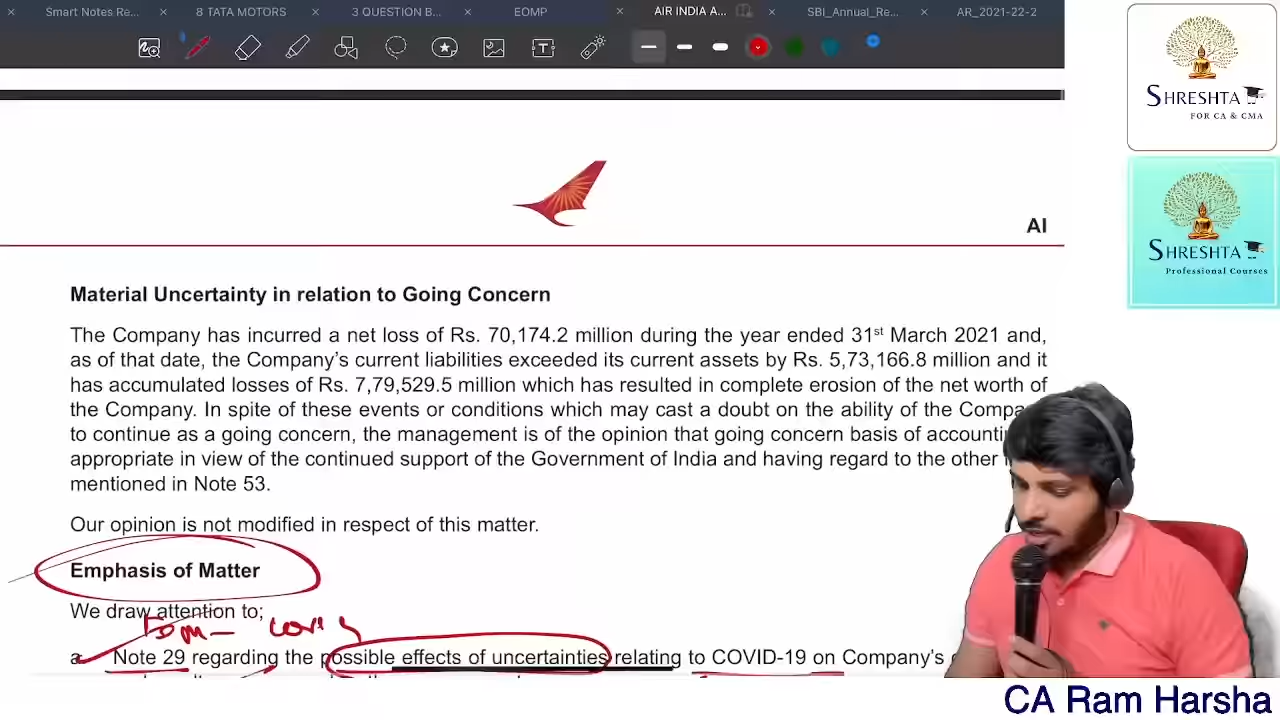 Smart Notes Re...
8 TATA MOTORS
3 QUESTION B...
EOMP
AIR INDIA A...
SBI_Annual_Re...
AR_2021-22-2
SHRESHTA
FOR CA & CMA
SHRESHTA
Professional Courses
AI
Material Uncertainty in relation to Going Concern
The Company has incurred a net loss of Rs. 70,174.2 million during the year ended 31st March 2021 and,
as of that date, the Company's current liabilities exceeded its current assets by Rs. 5,73,166.8 million and it
has accumulated losses of Rs. 7,79,529.5 million which has resulted in complete erosion of the net worth of
the Company. In spite of these events or conditions which may cast a doubt on the ability of the Compa
to continue as a going concern, the management is of the opinion that going concern basis of accounti
appropriate in view of the continued support of the Government of India and having regard to the other
mentioned in Note 53.
Our opinion is not modified in respect of this matter.
Emphasis of Matter
We draw attention to;
a. Note 29 regarding the possible effects of uncertainties relating to COVID-19 on Company's
CA Ram Harsha